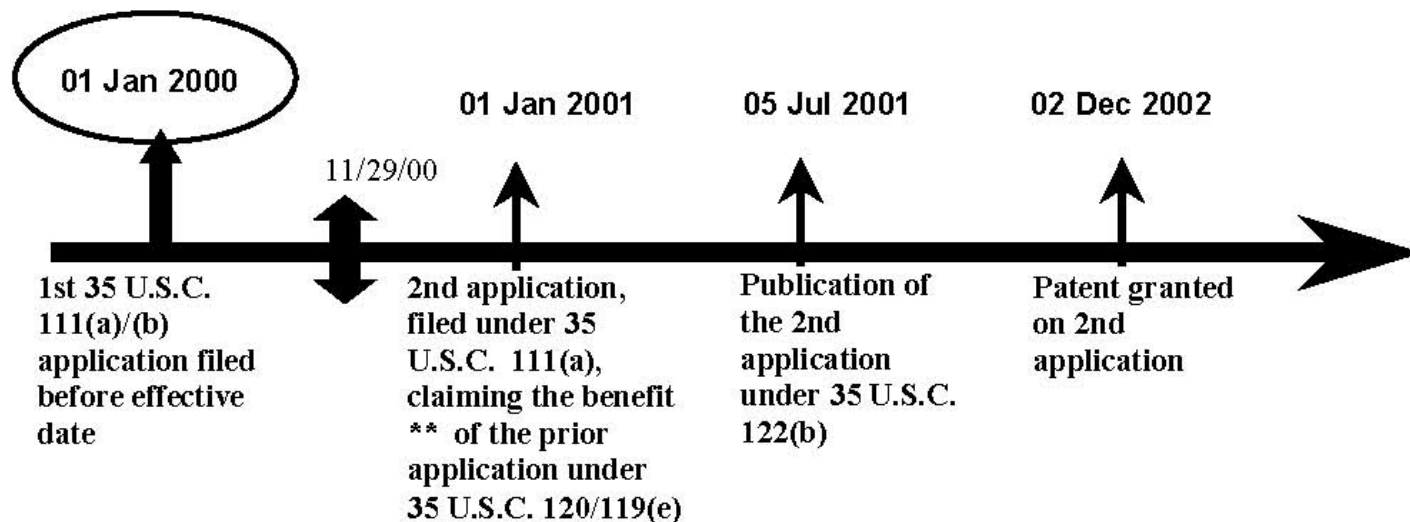 01 Jan 2000
01 Jan 2001
05 Jul 2001
02 Dec 2002
11/29/00
1st 35 U.S.C.
111(a)/(b)
application filed
before effective
date
2nd application,
filed under 35
U.S.C. 111(a),
claiming the benefit
** of the prior
application under
35 U.S.C. 120/119(e)
Publication of
the 2nd
application
under 35 U.S.C.
122(b)
Patent granted
on 2nd
application